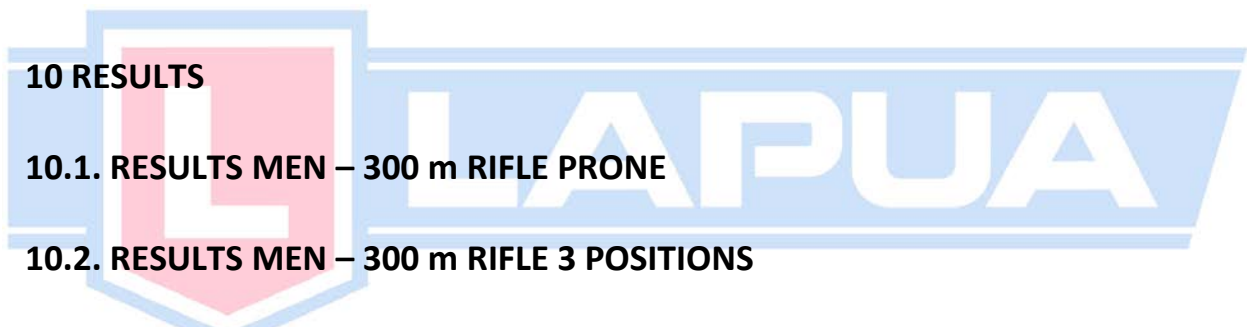 10 RESULTS
LAPUA
10.1. RESULTS MEN – 300 m RIFLE PRONE
10.2. RESULTS MEN – 300 m RIFLE 3 POSITIONS
L